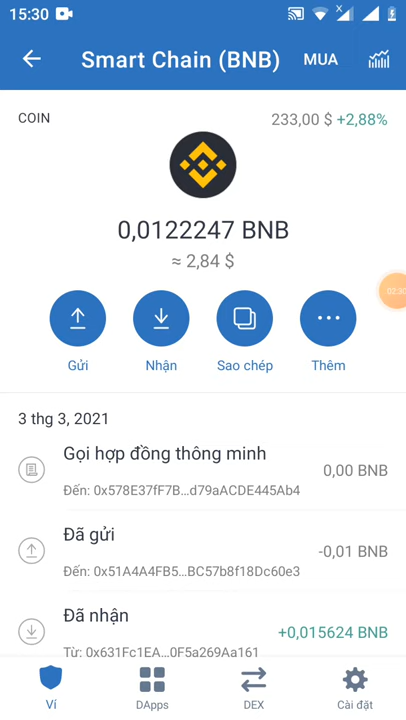 15:30
Smart Chain (BNB) MUA
COIN 233,00 $ +2,88%
0,0122247 BNB
≈ 2,84 $
02:30
Gửi Nhận Sao chép Thêm
3 thg 3, 2021
Gọi hợp đồng thông minh
0,00 BNB
Đến: 0x578E37fF7B...d79aACDE445Ab4
Đã gửi
-0,01 BNB
Đến: 0x51A4A4FB5...BC57b8f18Dc60e3
Đã nhận
+0,015624 BNB
Từ: 0x631Fc1EA...0F5a269Aa161
Ví DApps DEX Cài đặt